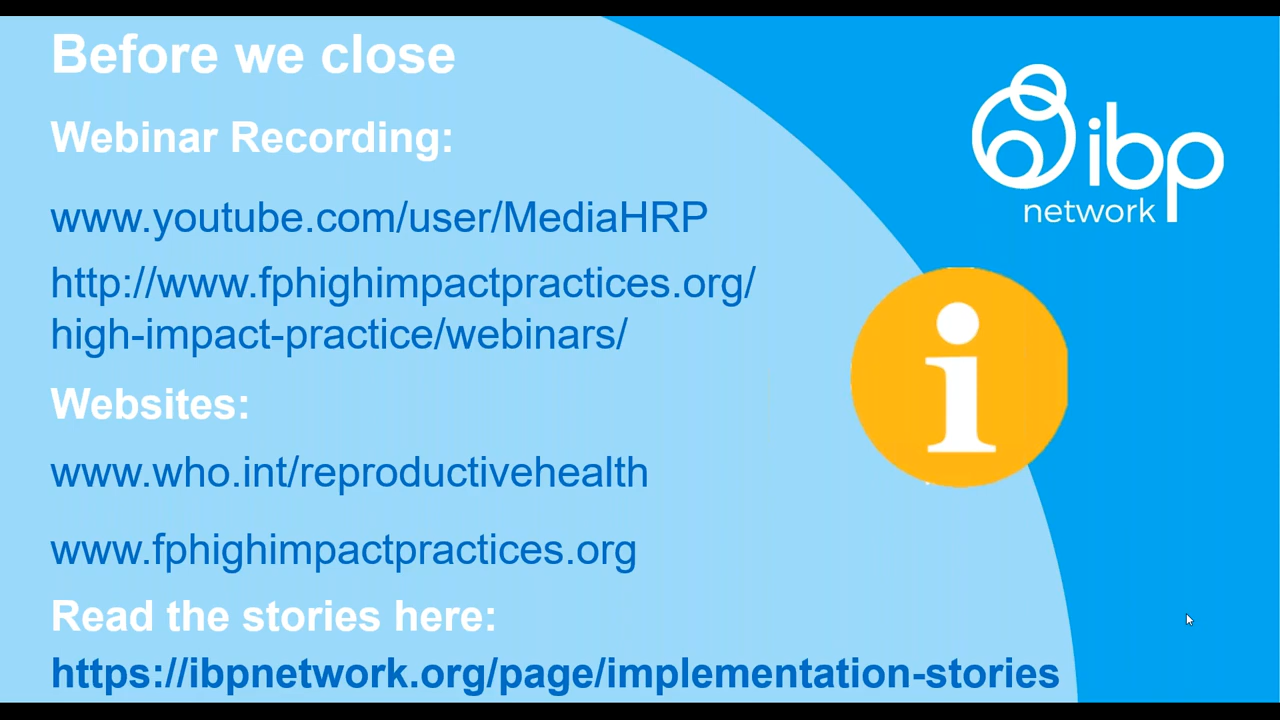 Before we close
Webinar Recording:
www.youtube.com/user/MediaHRP
http://www.fphighimpactpractices.org/
high-impact-practice/webinars/
Websites:
www.who.int/reproductivehealth
www.fphighimpactpractices.org
Read the stories here:
https://ibpnetwork.org/page/implementation-stories
ibp
network
i